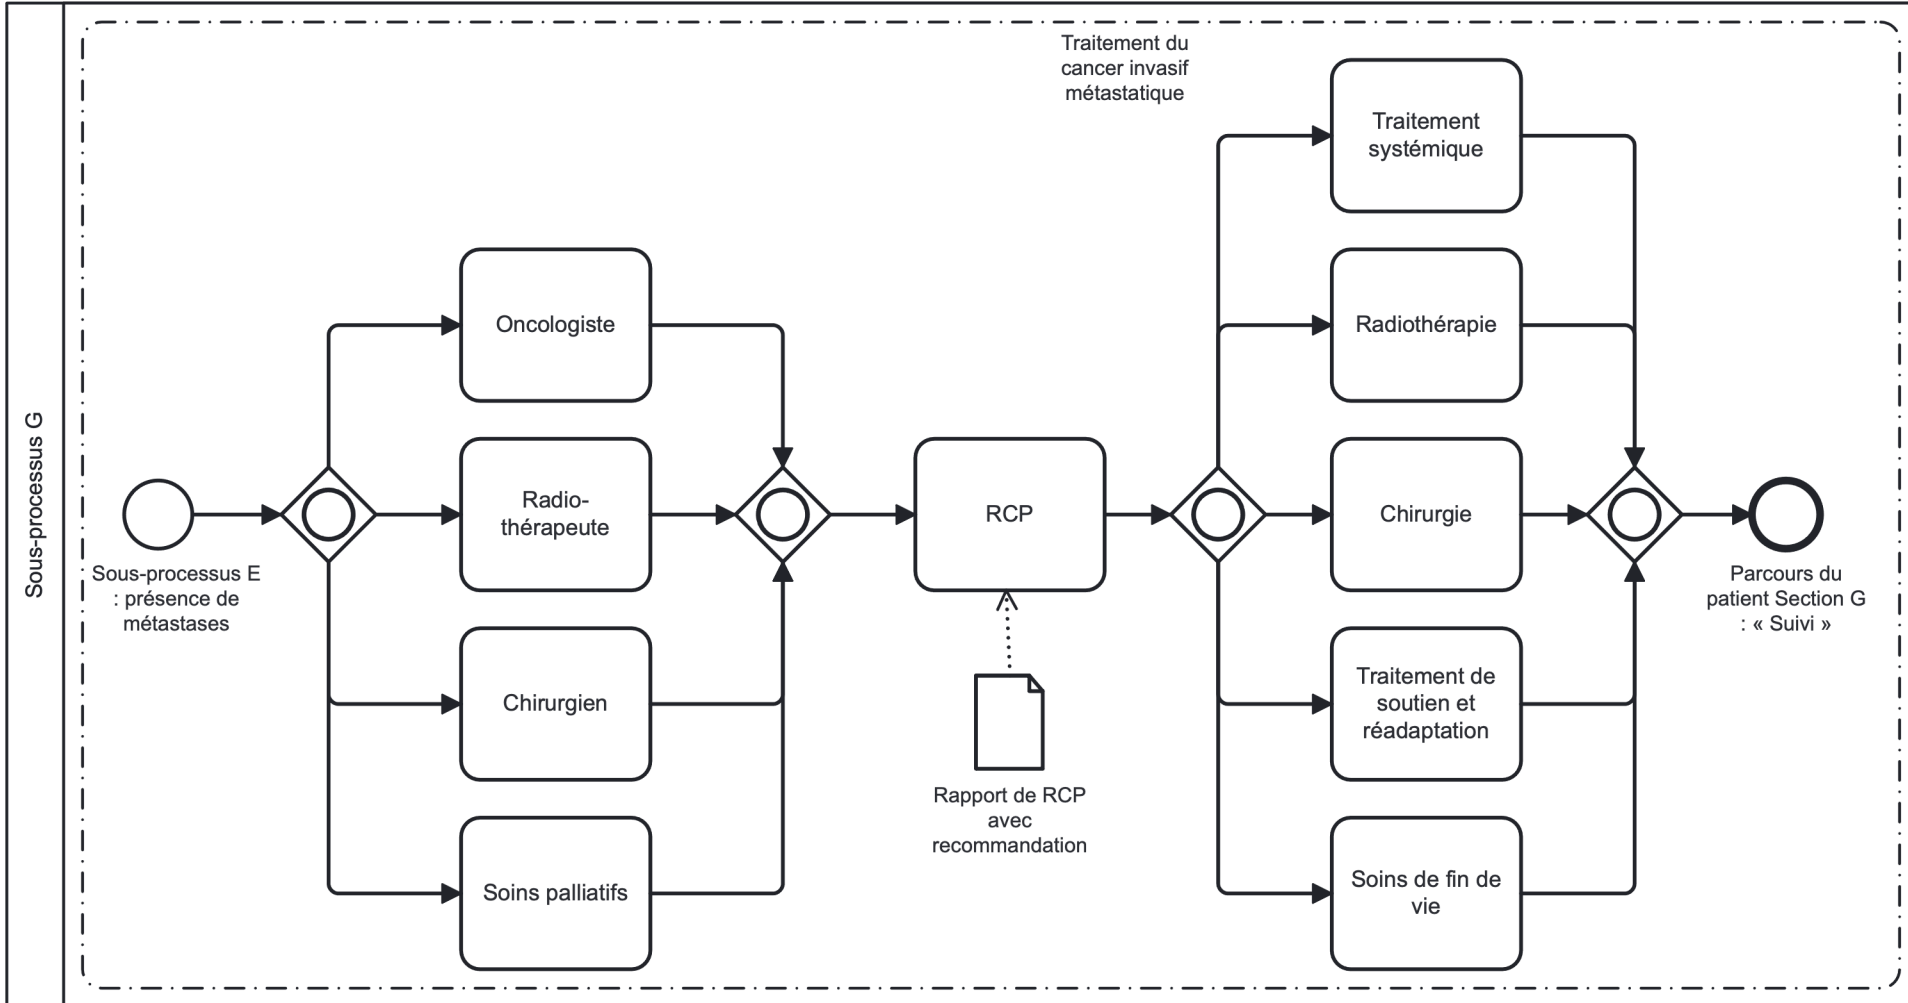 Sous-processus G
Traitement du
cancer invasif
métastatique
Sous-processus E
: présence de
métastases
Oncologiste
Radio-
thérapeute
Chirurgien
Soins palliatifs
RCP
Rapport de RCP
avec
recommandation
Traitement
systémique
Radiothérapie
Chirurgie
Traitement de
soutien et
réadaptation
Soins de fin de
vie
Parcours du
patient Section G
: « Suivi »